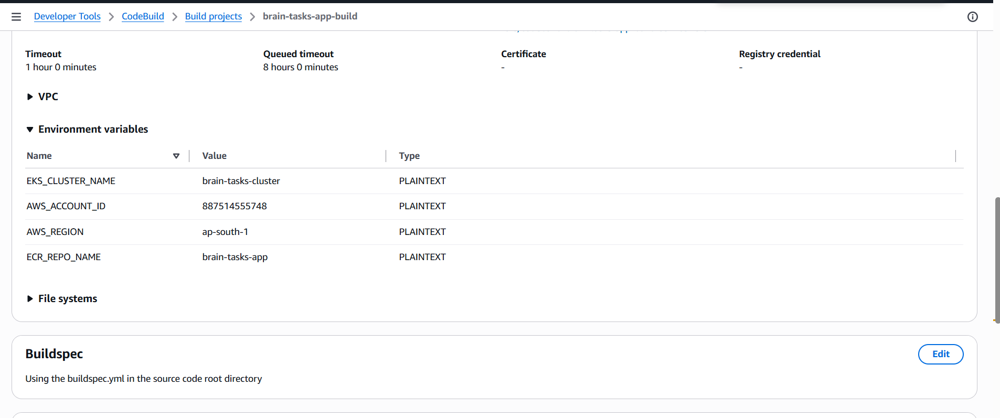 Developer Tools > CodeBuild > Build projects > brain-tasks-app-build
Timeout Queued timeout Certificate Registry credential
1 hour 0 minutes 8 hours 0 minutes - -
VPC
Environment variables
Name Value Type
EKS_CLUSTER_NAME brain-tasks-cluster PLAINTEXT
AWS_ACCOUNT_ID 887514555748 PLAINTEXT
AWS_REGION ap-south-1 PLAINTEXT
ECR_REPO_NAME brain-tasks-app PLAINTEXT
File systems
Buildspec Edit
Using the buildspec.yml in the source code root directory